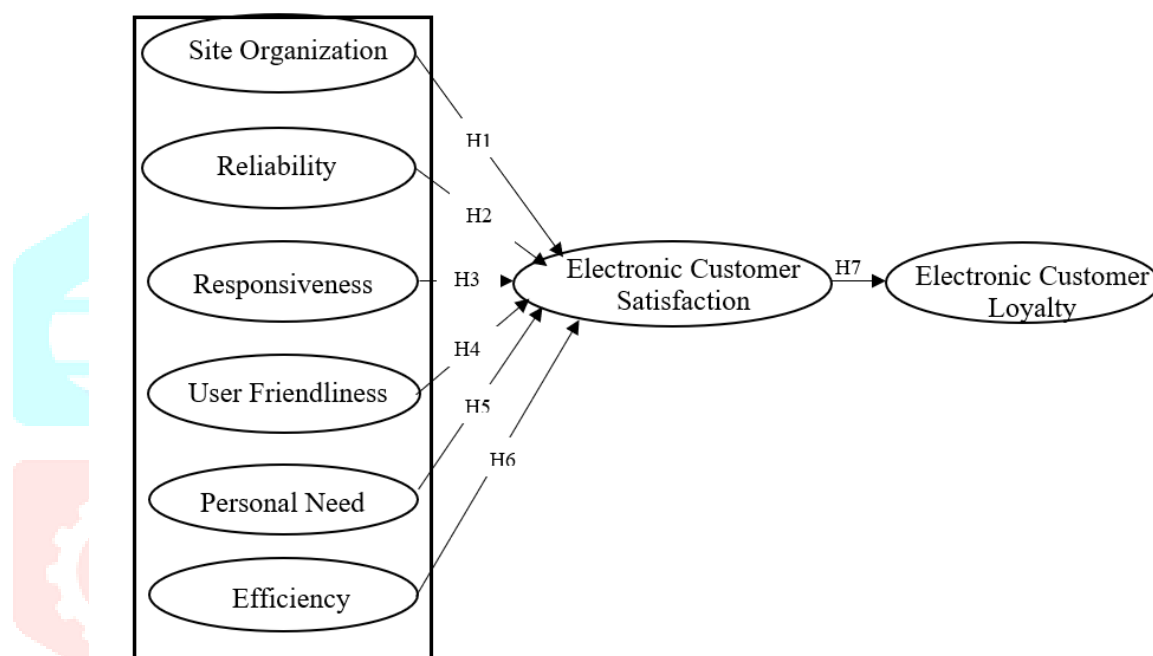 Site Organization
H1
Reliability
H2
Responsiveness
H3
Electronic Customer
Satisfaction
H7
Electronic Customer
Loyalty
H4
User Friendliness
H5
H6
Personal Need
Efficiency